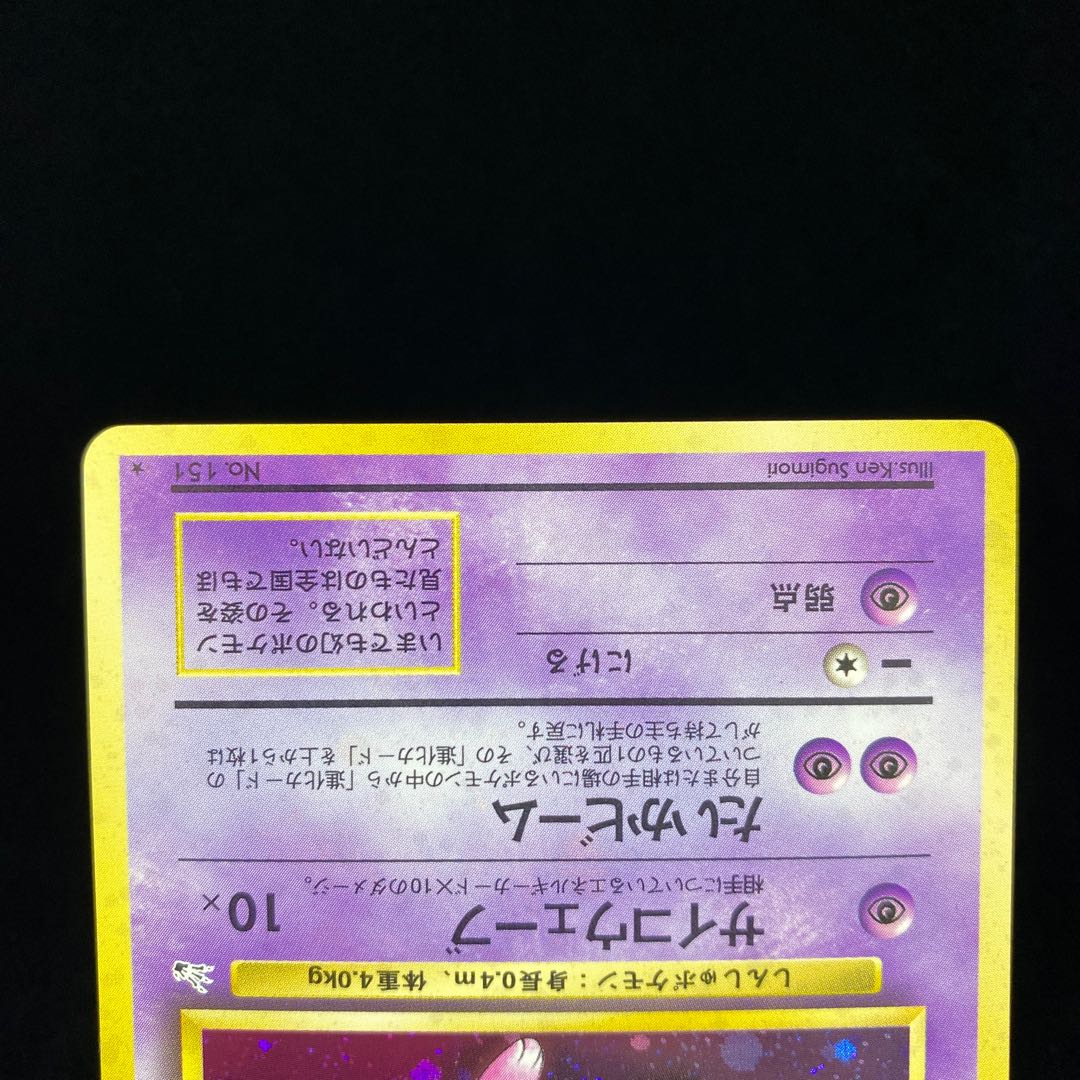 しんしゅポケモン：身長0.4m、体重4.0kg
サイコウェーブ 10×
相手についているエネルギーカード×10のダメージ。
たいかビーム
自分または相手の場にいるポケモンの中から「進化カード」の
ついているもの1匹を選び、その「進化カード」を上から1枚は
がして持ち主の手札に戻す。
ー にげる
弱点
いまでも幻のポケモン
といわれる。その姿を
見たものは全国でもほ
とんどいない。
Illus.Ken Sugimori No. 151 ★